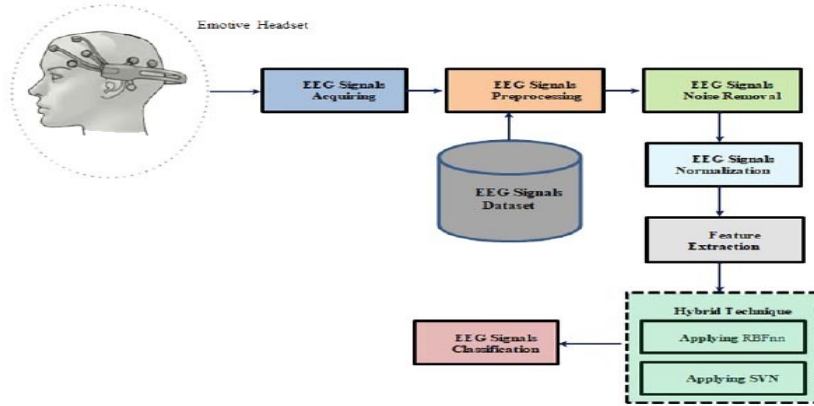 Emotive Headset
EEG Signals
Acquiring
EEG Signals
Preprocessing
EEG Signals
Noise Removal
EEG Signals
Dataset
EEG Signals
Normalization
Feature
Extraction
Hybrid Technique
Applying RBFnn
Applying SVN
EEG Signals
Classification